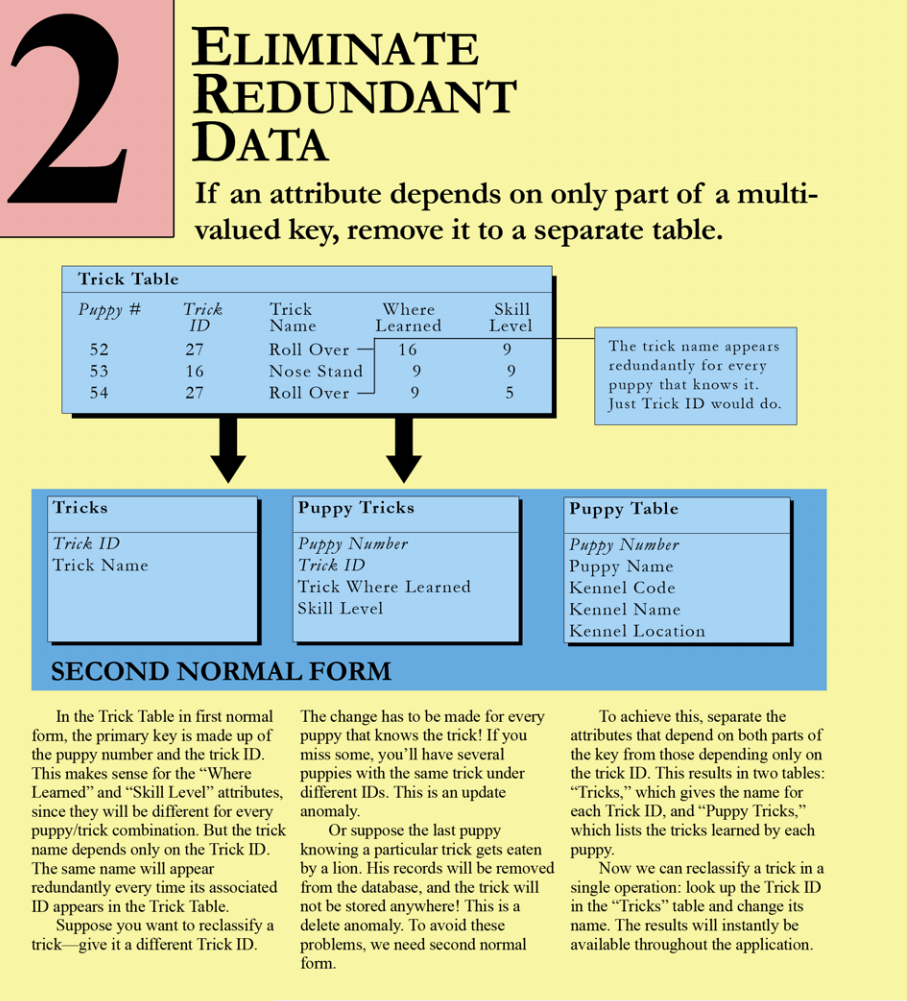 2
ELIMINATE
REDUNDANT
DATA
If an attribute depends on only part of a multi-
valued key, remove it to a separate table.
Trick Table
Puppy # Trick ID Trick Name Where Learned Skill Level
52 27 Roll Over 16 9
53 16 Nose Stand 9 9
54 27 Roll Over 9 5
The trick name appears
redundantly for every
puppy that knows it.
Just Trick ID would do.
Tricks
Trick ID
Trick Name
Puppy Tricks
Puppy Number
Trick ID
Trick Where Learned
Skill Level
Puppy Table
Puppy Number
Puppy Name
Kennel Code
Kennel Name
Kennel Location
SECOND NORMAL FORM
In the Trick Table in first normal
form, the primary key is made up of
the puppy number and the trick ID.
This makes sense for the “Where
Learned” and “Skill Level” attributes,
since they will be different for every
puppy/trick combination. But the trick
name depends only on the Trick ID.
The same name will appear
redundantly every time its associated
ID appears in the Trick Table.
Suppose you want to reclassify a
trick—give it a different Trick ID.
The change has to be made for every
puppy that knows the trick! If you
miss some, you’ll have several
puppies with the same trick under
different IDs. This is an update
anomaly.
Or suppose the last puppy
knowing a particular trick gets eaten
by a lion. His records will be removed
from the database, and the trick will
not be stored anywhere! This is a
delete anomaly. To avoid these
problems, we need second normal
form.
To achieve this, separate the
attributes that depend on both parts of
the key from those depending only on
the trick ID. This results in two tables:
“Tricks,” which gives the name for
each Trick ID, and “Puppy Tricks,”
which lists the tricks learned by each
puppy.
Now we can reclassify a trick in a
single operation: look up the Trick ID
in the “Tricks” table and change its
name. The results will instantly be
available throughout the application.